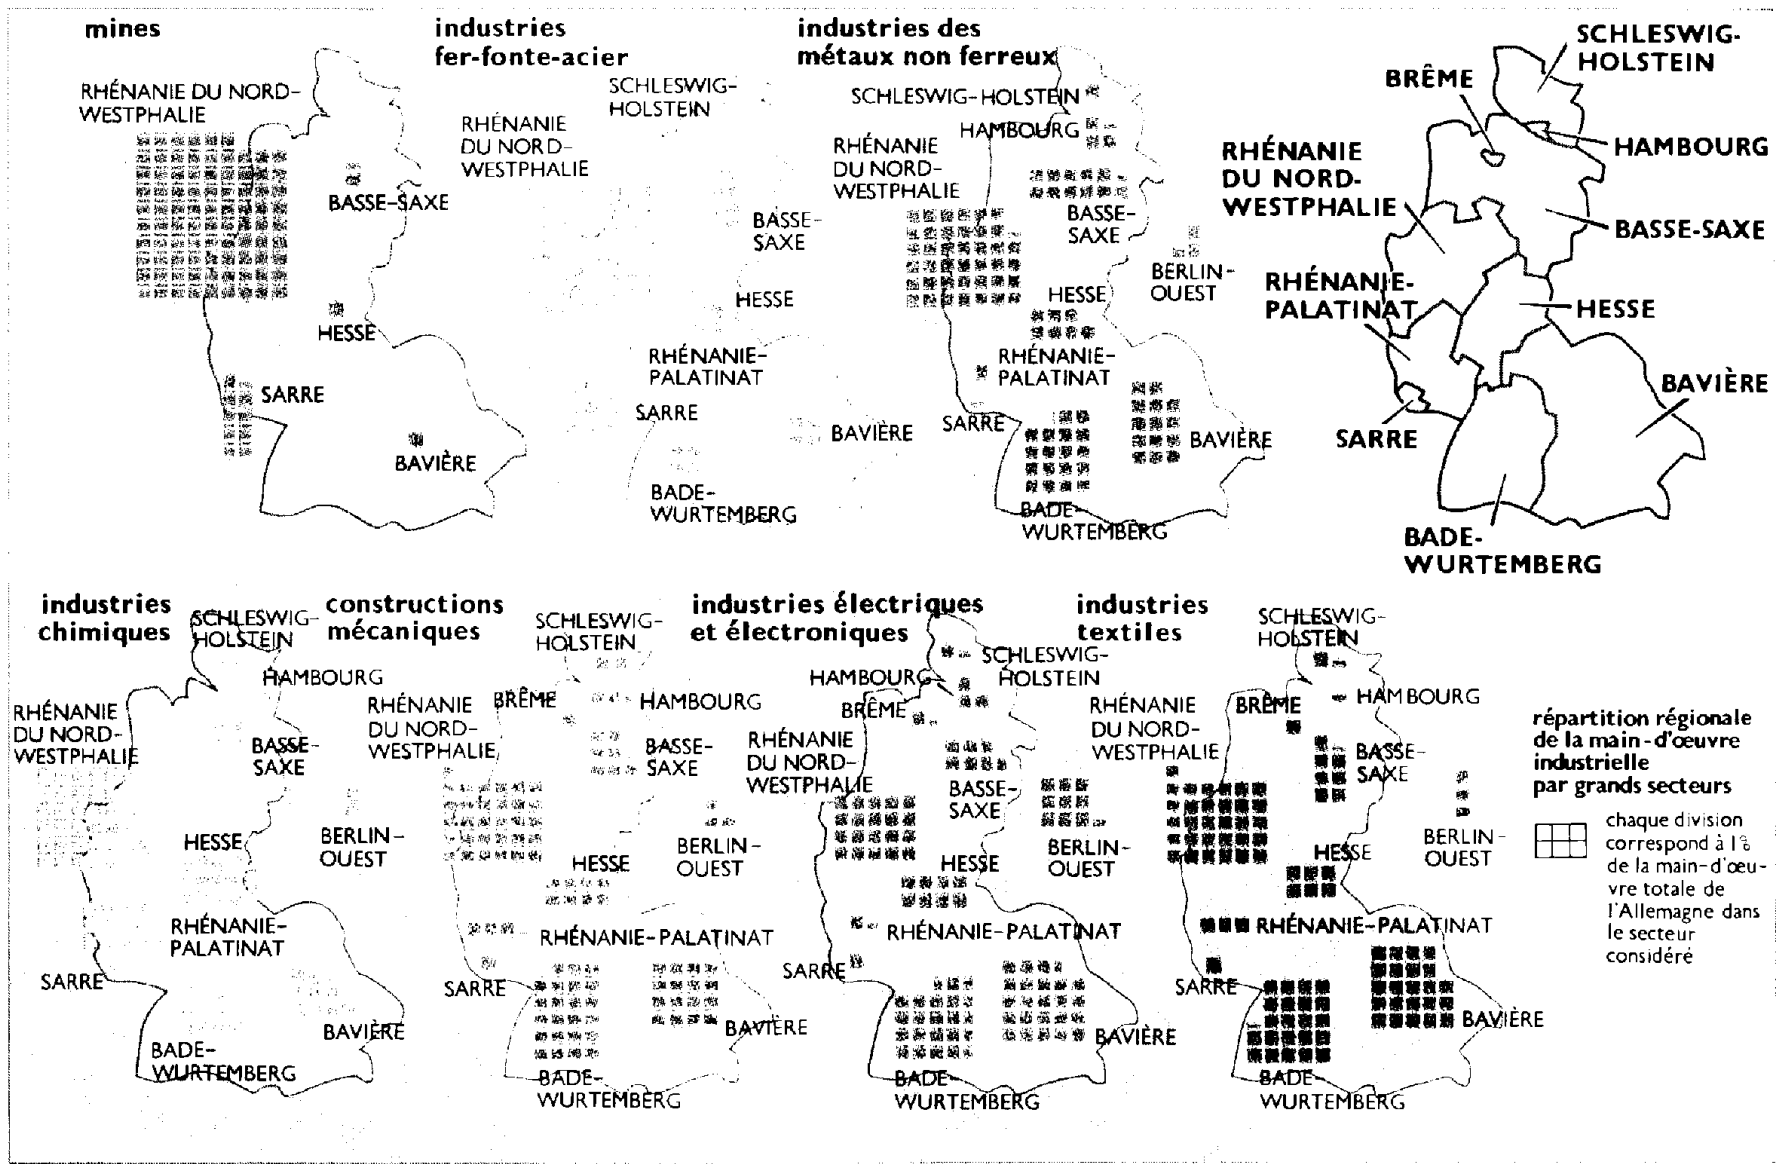 mines
RHÉNANIE DU NORD-
WESTPHALIE
BASSE-SAXE
HESSE
SARRE
BAVIÈRE
industries
fer-fonte-acier
SCHLESWIG-
HOLSTEIN
RHÉNANIE
DU NORD-
WESTPHALIE
BASSE-
SAXE
HESSE
RHÉNANIE-
PALATINAT
SARRE
BAVIÈRE
BADE-
WURTEMBERG
industries des
métaux non ferreux
SCHLESWIG-HOLSTEIN
HAMBOURG
RHÉNANIE
DU NORD-
WESTPHALIE
BASSE-
SAXE
BERLIN-
OUEST
HESSE
RHÉNANIE-
PALATINAT
SARRE
BAVIÈRE
BADE-
WURTEMBERG
SCHLESWIG-
HOLSTEIN
BRÊME
HAMBOURG
RHÉNANIE
DU NORD-
WESTPHALIE
BASSE-SAXE
RHÉNANIE-
PALATINAT
HESSE
BAVIÈRE
SARRE
BADE-
WURTEMBERG
industries
chimiques
SCHLESWIG-
HOLSTEIN
HAMBOURG
RHÉNANIE
DU NORD-
WESTPHALIE
BASSE-
SAXE
BERLIN-
OUEST
HESSE
RHÉNANIE-
PALATINAT
SARRE
BAVIÈRE
BADE-
WURTEMBERG
constructions
mécaniques
SCHLESWIG-
HOLSTEIN
BRÊME
HAMBOURG
RHÉNANIE
DU NORD-
WESTPHALIE
BASSE-
SAXE
BERLIN-
OUEST
HESSE
RHÉNANIE-PALATINAT
SARRE
BAVIÈRE
BADE-
WURTEMBERG
industries électriques
et électroniques
SCHLESWIG-
HOLSTEIN
HAMBOURG
BRÊME
RHÉNANIE
DU NORD-
WESTPHALIE
BASSE-
SAXE
BERLIN-
OUEST
HESSE
RHÉNANIE-PALATINAT
SARRE
BAVIÈRE
BADE-
WURTEMBERG
industries
textiles
SCHLESWIG-
HOLSTEIN
HAMBOURG
BRÊME
RHÉNANIE
DU NORD-
WESTPHALIE
BASSE-
SAXE
BERLIN-
OUEST
HESSE
RHÉNANIE-PALATINAT
SARRE
BAVIÈRE
BADE-
WURTEMBERG
répartition régionale
de la main-d'œuvre
industrielle
par grands secteurs
chaque division
correspond à 1%
de la main-d'œu-
vre totale de
l'Allemagne dans
le secteur
considéré